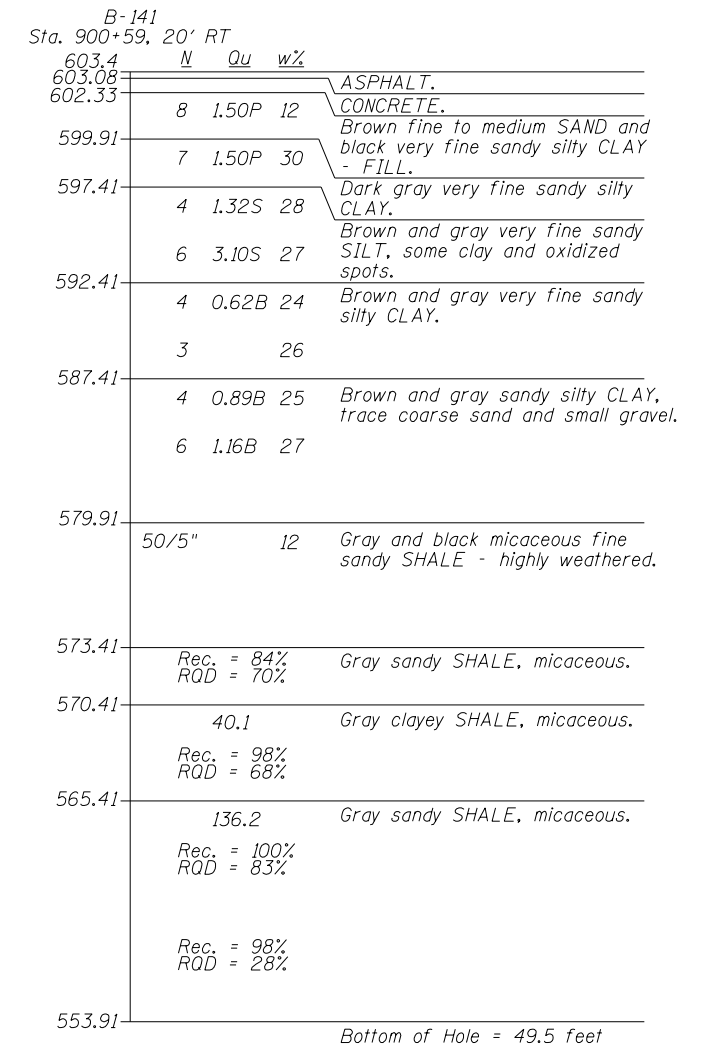 B-141
Sta. 900+59, 20' RT
603.4 N Qu w%
603.08
ASPHALT.
602.33
CONCRETE.
8 1.50P 12
Brown fine to medium SAND and
black very fine sandy silty CLAY
- FILL.
599.91
7 1.50P 30
597.41
Dark gray very fine sandy silty
CLAY.
4 1.32S 28
Brown and gray very fine sandy
SILT, some clay and oxidized
spots.
6 3.10S 27
592.41
4 0.62B 24 Brown and gray very fine sandy
silty CLAY.
3 26
587.41
4 0.89B 25 Brown and gray sandy silty CLAY,
trace coarse sand and small gravel.
6 1.16B 27
579.91
50/5" 12 Gray and black micaceous fine
sandy SHALE - highly weathered.
573.41
Rec. = 84% Gray sandy SHALE, micaceous.
RQD = 70%
570.41
40.1 Gray clayey SHALE, micaceous.
Rec. = 98%
RQD = 68%
565.41
136.2 Gray sandy SHALE, micaceous.
Rec. = 100%
RQD = 83%
Rec. = 98%
RQD = 28%
553.91
Bottom of Hole = 49.5 feet